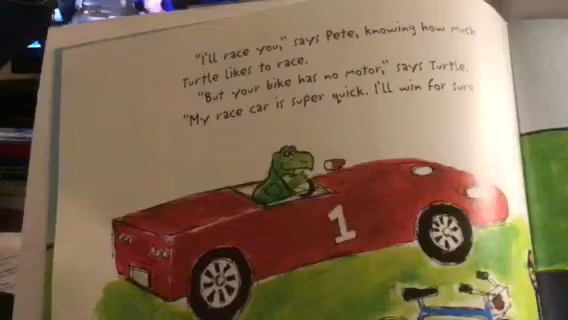 "I'll race you," says Pete, knowing how much
Turtle likes to race.
"But your bike has no motor," says Turtle.
"My race car is super quick. I'll win for sure
1